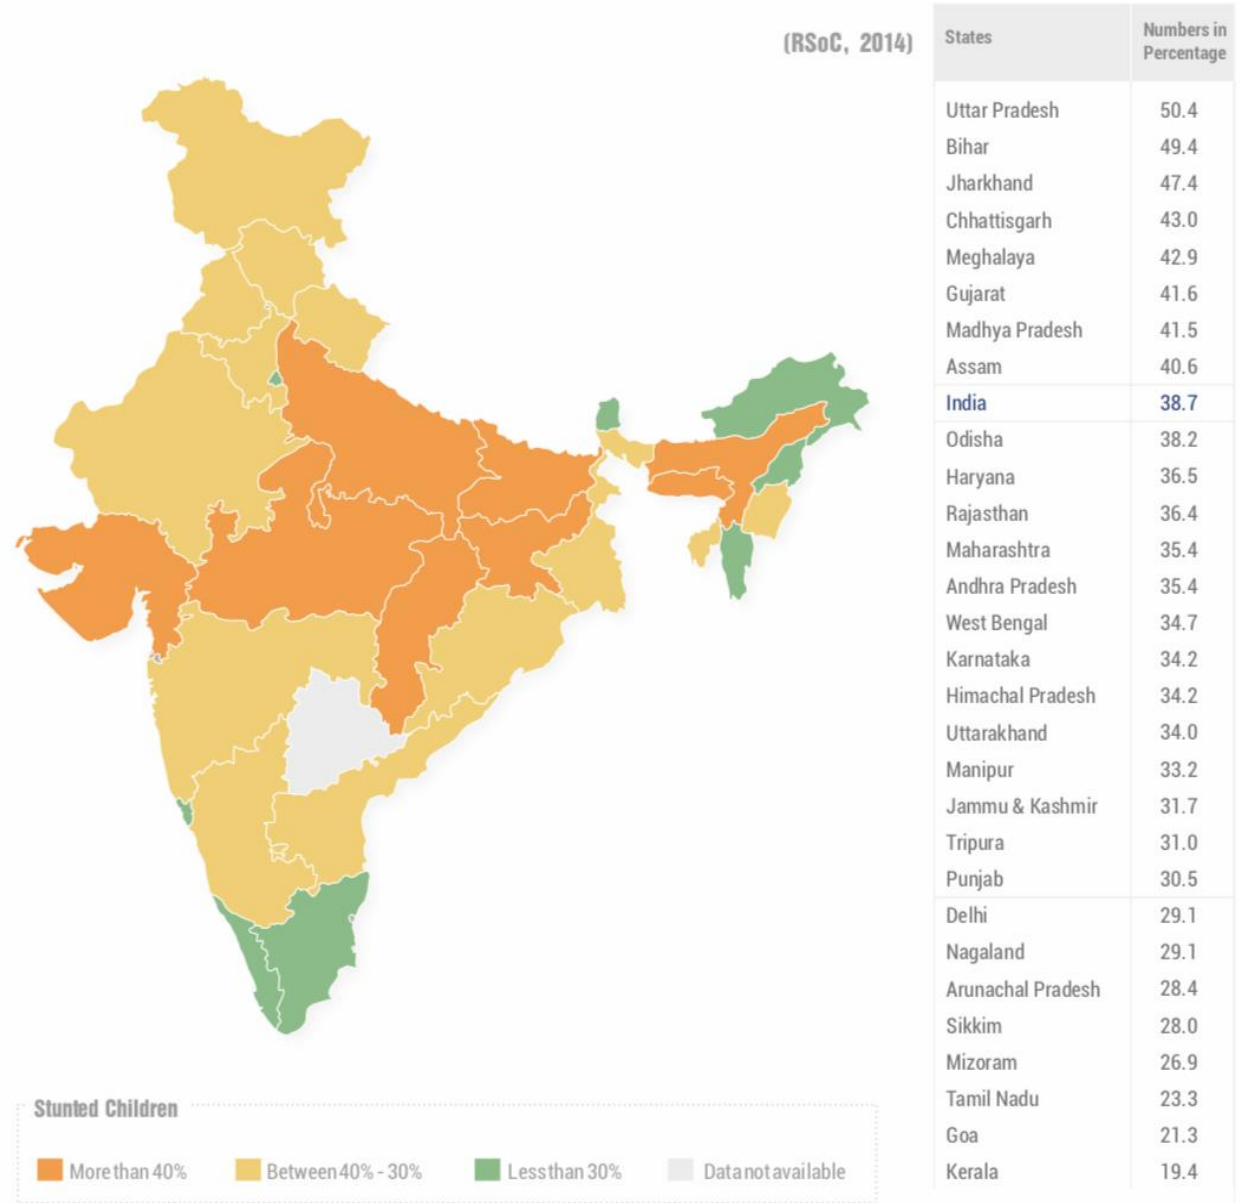 (RSoC, 2014)
States Numbers in Percentage
Uttar Pradesh 50.4
Bihar 49.4
Jharkhand 47.4
Chhattisgarh 43.0
Meghalaya 42.9
Gujarat 41.6
Madhya Pradesh 41.5
Assam 40.6
India 38.7
Odisha 38.2
Haryana 36.5
Rajasthan 36.4
Maharashtra 35.4
Andhra Pradesh 35.4
West Bengal 34.7
Karnataka 34.2
Himachal Pradesh 34.2
Uttarakhand 34.0
Manipur 33.2
Jammu & Kashmir 31.7
Tripura 31.0
Punjab 30.5
Delhi 29.1
Nagaland 29.1
Arunachal Pradesh 28.4
Sikkim 28.0
Mizoram 26.9
Tamil Nadu 23.3
Goa 21.3
Kerala 19.4
Stunted Children
More than 40% Between 40% - 30% Less than 30% Data not available